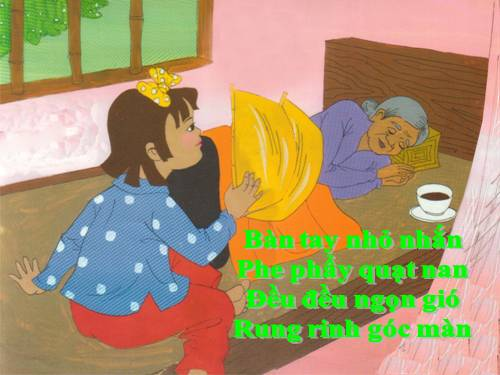 Bàn tay nhỏ nhắn
Phe phẩy quạt nan
Đều đều ngọn gió
Rung rinh góc màn